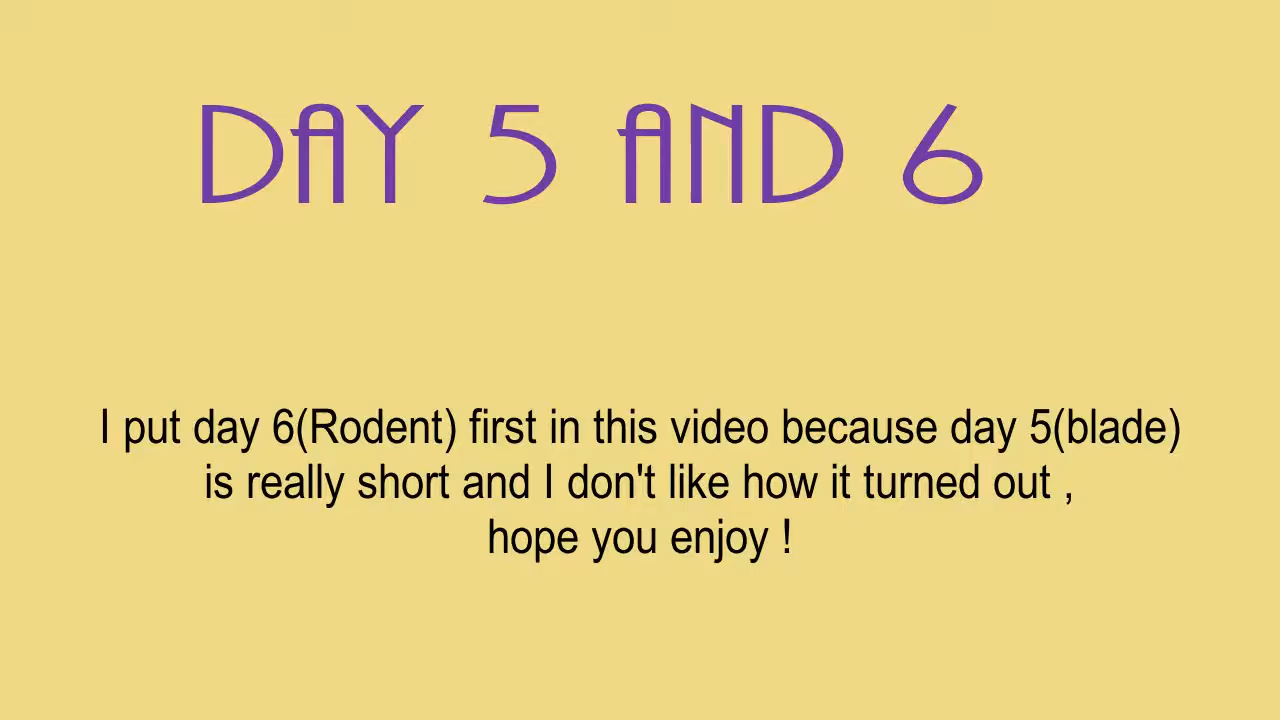 DAY 5 AND 6
I put day 6(Rodent) first in this video because day 5(blade)
is really short and I don't like how it turned out ,
hope you enjoy !